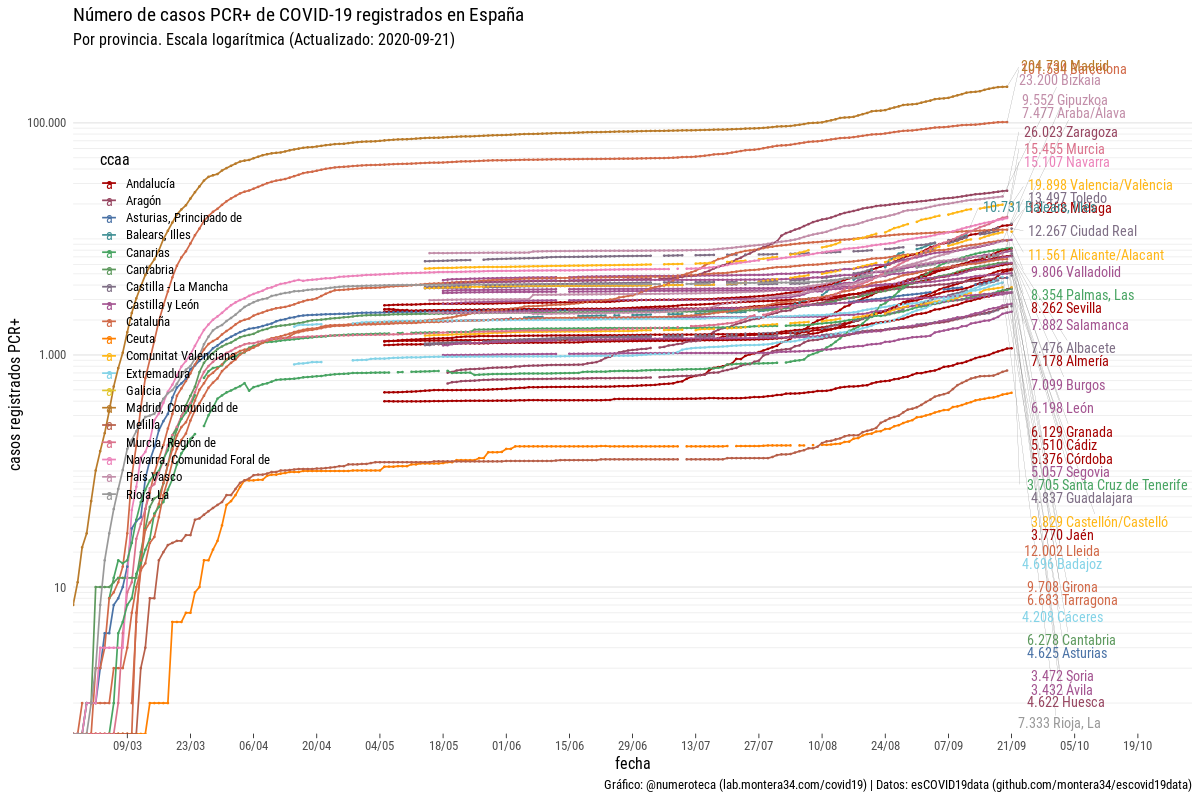 Número de casos PCR+ de COVID-19 registrados en España
Por provincia. Escala logarítmica (Actualizado: 2020-09-21)
casos registrados PCR+
100.000
1.000
10
ccaa
Andalucía
Aragón
Asturias, Principado de
Balears, Illes
Canarias
Cantabria
Castilla - La Mancha
Castilla y León
Cataluña
Ceuta
Comunitat Valenciana
Extremadura
Galicia
Madrid, Comunidad de
Melilla
Murcia, Región de
Navarra, Comunidad Foral de
País Vasco
Rioja, La
204.730 Madrid
Barcelona
23.200 Bizkaia
9.552 Gipuzkoa
7.477 Araba/Álava
26.023 Zaragoza
15.455 Murcia
15.107 Navarra
19.898 Valencia/València
13.497 Toledo
10.731
13.268 Málaga
12.267 Ciudad Real
11.561 Alicante/Alacant
9.806 Valladolid
8.354 Palmas, Las
8.262 Sevilla
7.882 Salamanca
7.476 Albacete
7.178 Almería
7.099 Burgos
6.198 León
6.129 Granada
5.510 Cádiz
5.376 Córdoba
5.057 Segovia
3.705 Santa Cruz de Tenerife
4.837 Guadalajara
3.829 Castellón/Castelló
3.770 Jaén
12.002 Lleida
4.696 Badajoz
9.708 Girona
6.683 Tarragona
4.208 Cáceres
6.278 Cantabria
4.625 Asturias
3.472 Soria
3.432 Ávila
4.622 Huesca
7.333 Rioja, La
09/03 23/03 06/04 20/04 04/05 18/05 01/06 15/06 29/06 13/07 27/07 10/08 24/08 07/09 21/09 05/10 19/10
fecha
Gráfico: @numeroteca (lab.montera34.com/covid19) | Datos: esCOVID19data (github.com/montera34/escovid19data)